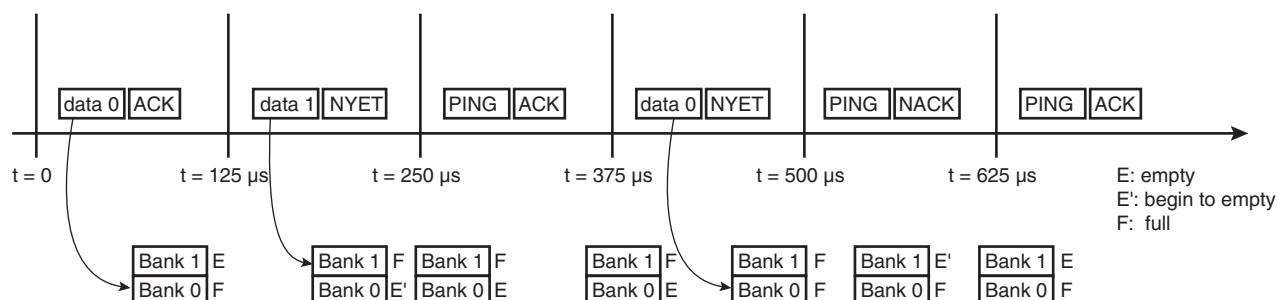 data 0 ACK data 1 NYET PING ACK data 0 NYET PING NACK PING ACK
t = 0 t = 125 µs t = 250 µs t = 375 µs t = 500 µs t = 625 µs
E: empty
E': begin to empty
F: full
Bank 1 E Bank 1 F Bank 1 F Bank 1 F Bank 1 F Bank 1 E' Bank 1 E
Bank 0 F Bank 0 E' Bank 0 E Bank 0 E Bank 0 F Bank 0 F Bank 0 F